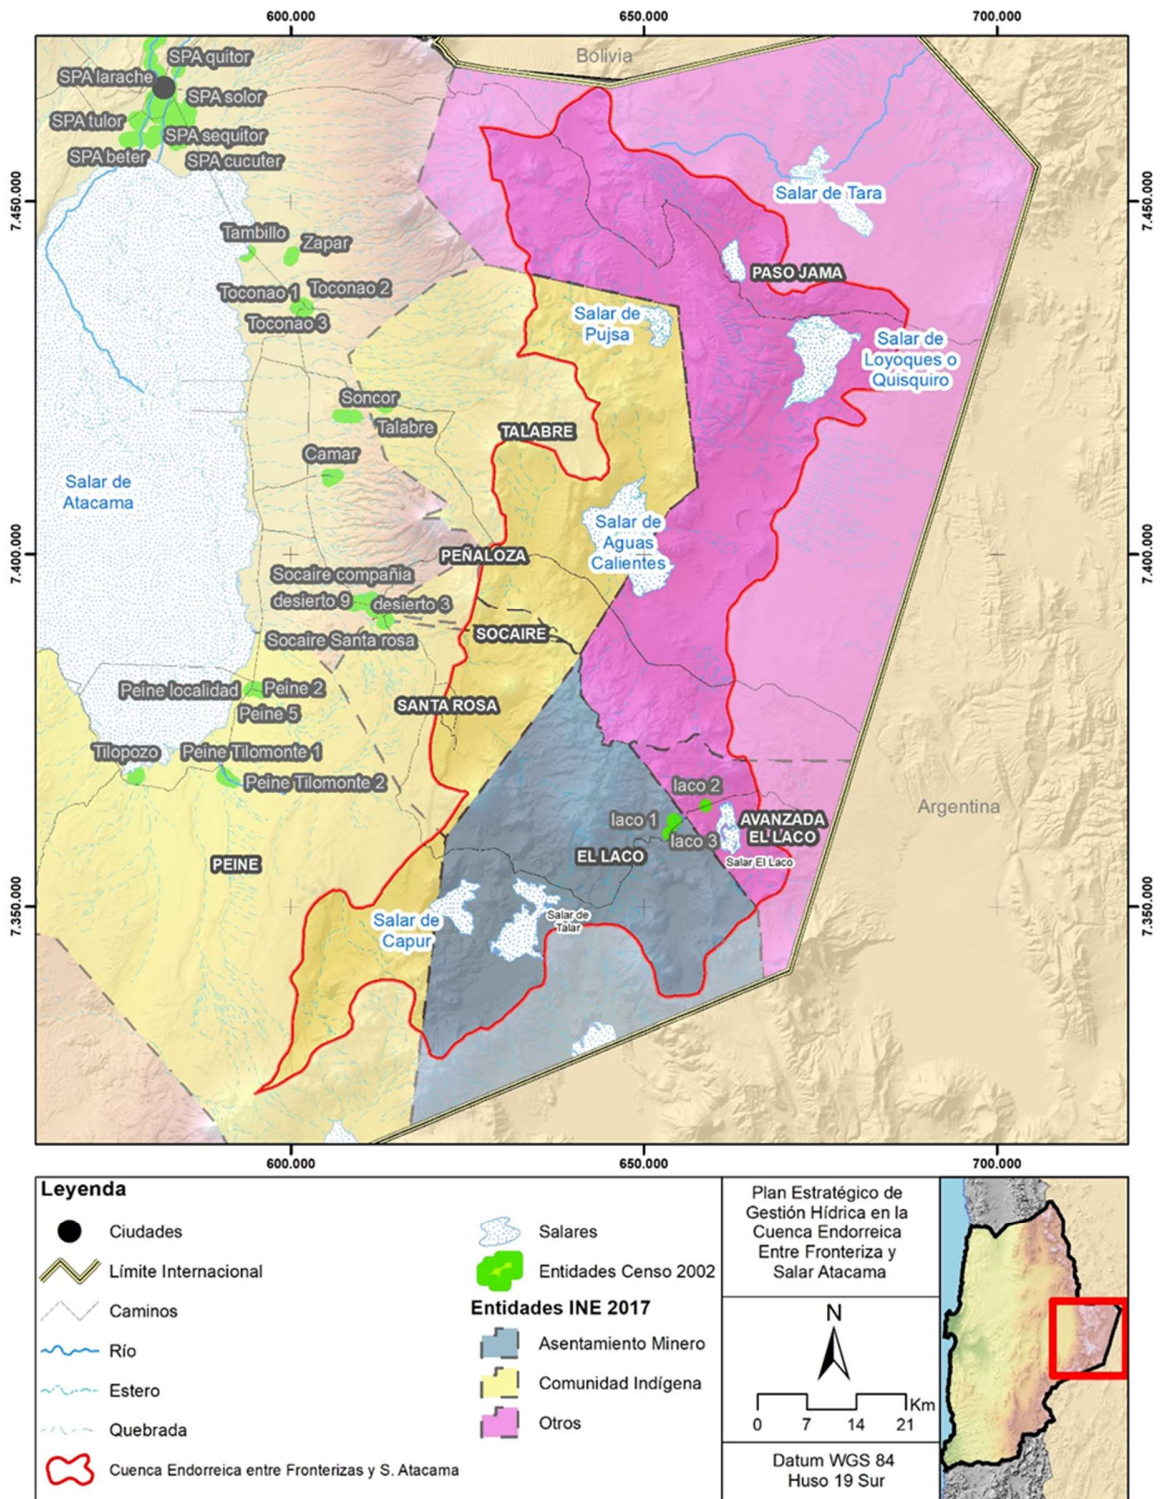 600.000
650.000
700.000
Bolivia
SPA quitor
SPA larache
SPA solor
SPA tulor
SPA sequitor
SPA beter
SPA cucuter
7.450.000
7.450.000
Salar de Tara
Tambillo
Zapar
PASO JAMA
Toconao 1
Toconao 2
Toconao 3
Salar de
Pujsa
Salar de
Loyoques o
Quisquiro
Soncor
Talabre
TALABRE
Camar
Salar de
Atacama
Salar de
Aguas
Calientes
7.400.000
7.400.000
PEÑALOZA
Socaire compañia
desierto 9
desierto 3
Socaire Santa rosa
SOCAIRE
Peine localidad
Peine 2
Peine 5
SANTA ROSA
Tilopozo
Peine Tilomonte 1
Peine Tilomonte 2
laco 2
laco 1
laco 3
AVANZADA
EL LACO
Salar El Laco
Argentina
PEINE
EL LACO
7.350.000
7.350.000
Salar de
Capur
Salar de
Talar
600.000
650.000
700.000
Leyenda
Ciudades
Límite Internacional
Caminos
Río
Estero
Quebrada
Cuenca Endorreica entre Fronterizas y S. Atacama
Salares
Entidades Censo 2002
Entidades INE 2017
Asentamiento Minero
Comunidad Indígena
Otros
Plan Estratégico de
Gestión Hídrica en la
Cuenca Endorreica
Entre Fronteriza y
Salar Atacama
N
Km
0 7 14 21
Datum WGS 84
Huso 19 Sur